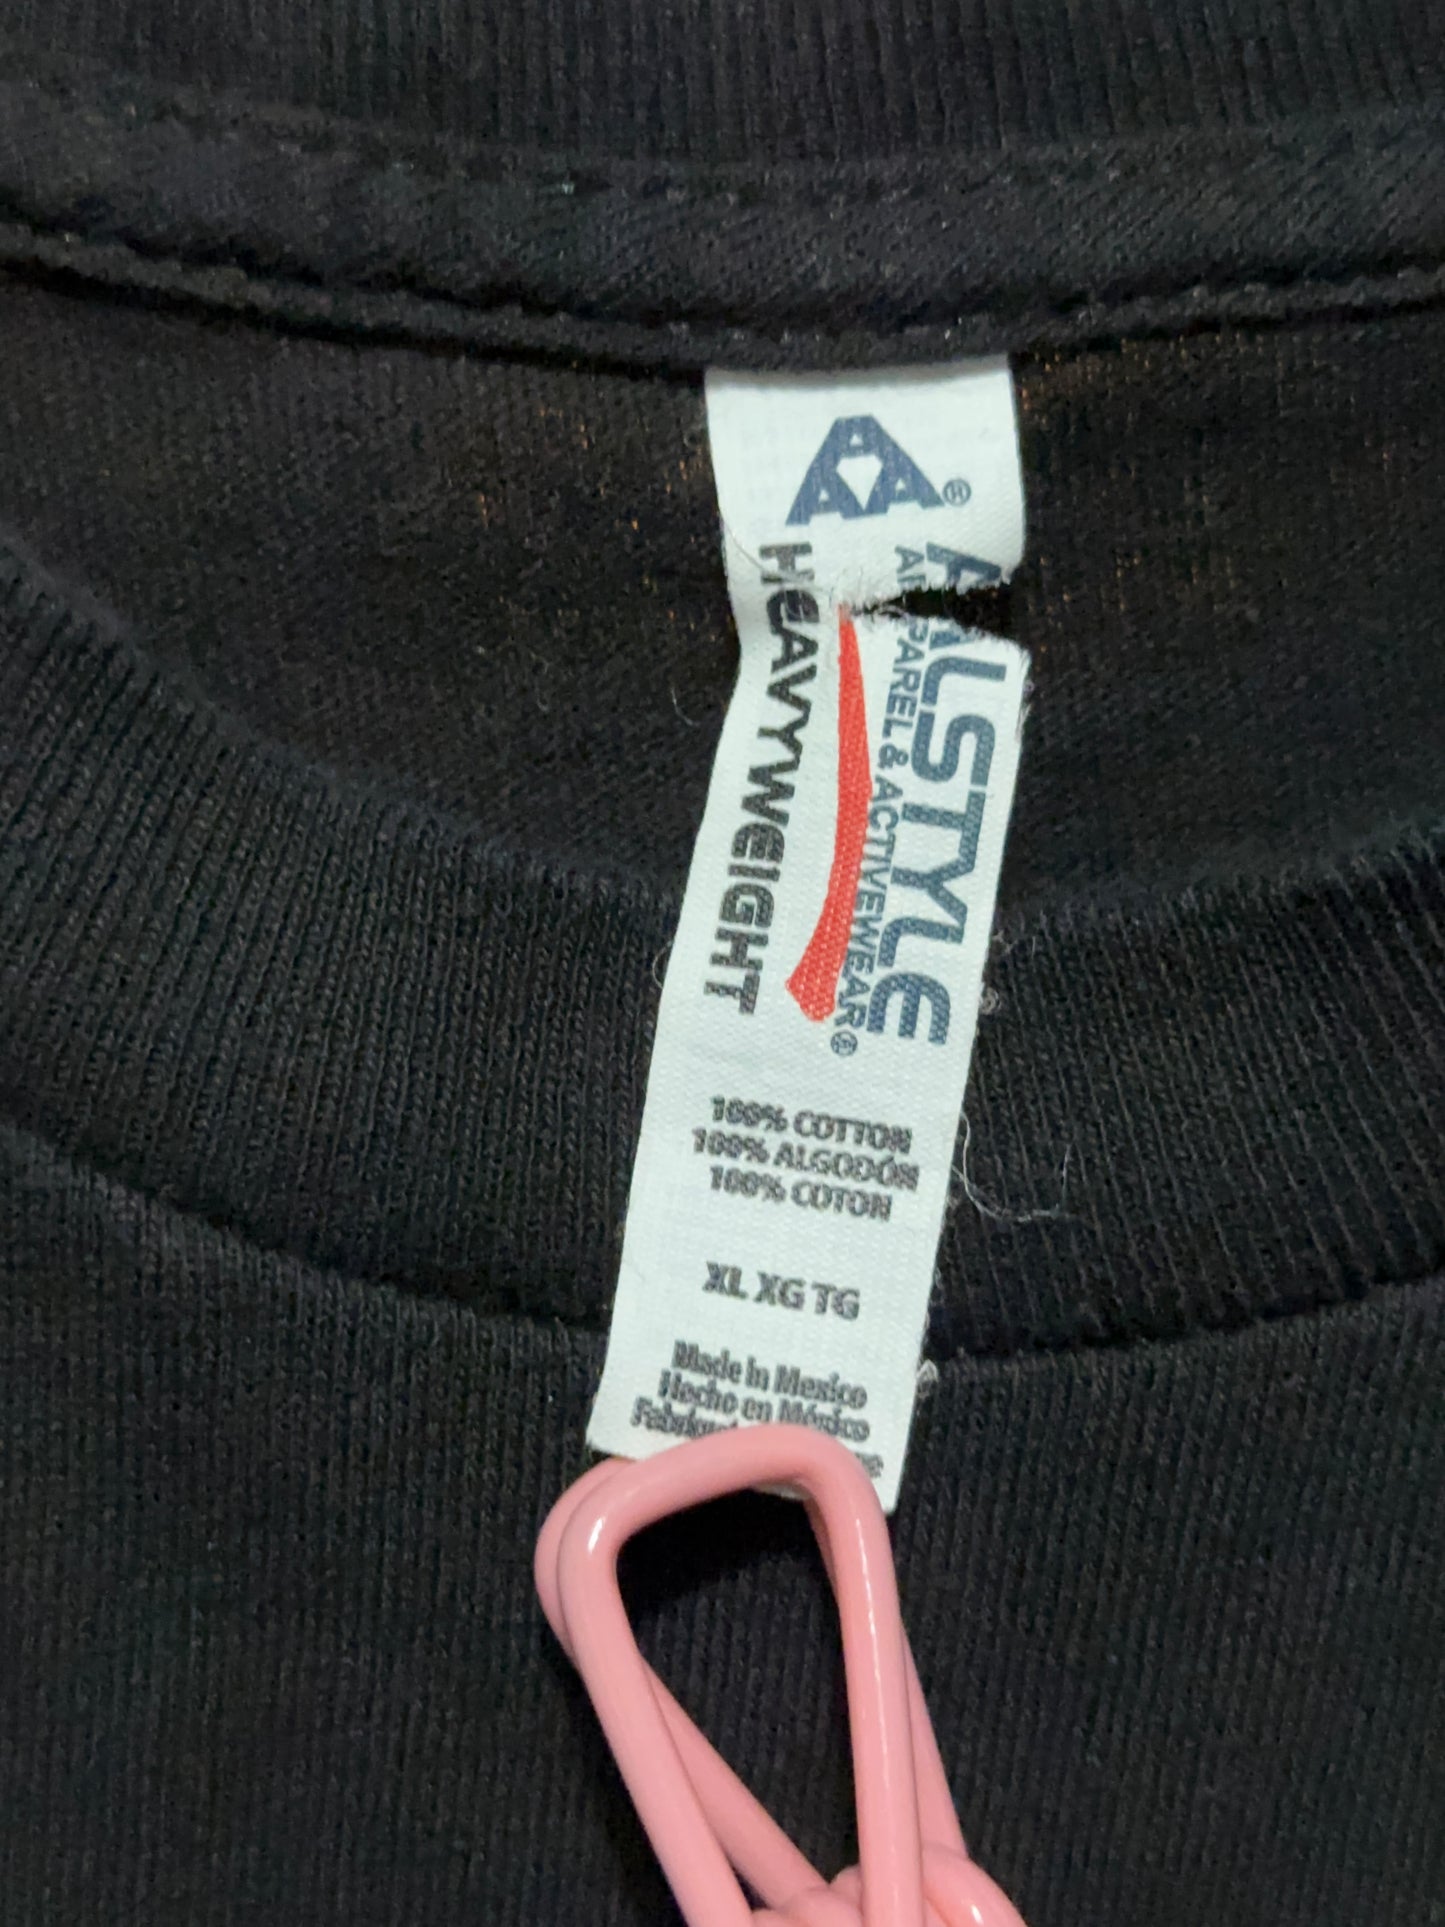 AA®
ALSTYLE
APPAREL & ACTIVEWEAR®
HEAVYWEIGHT
100% COTTON
100% ALGODÓN
100% COTON
XL XG TG
Made in Mexico
Hecho en México